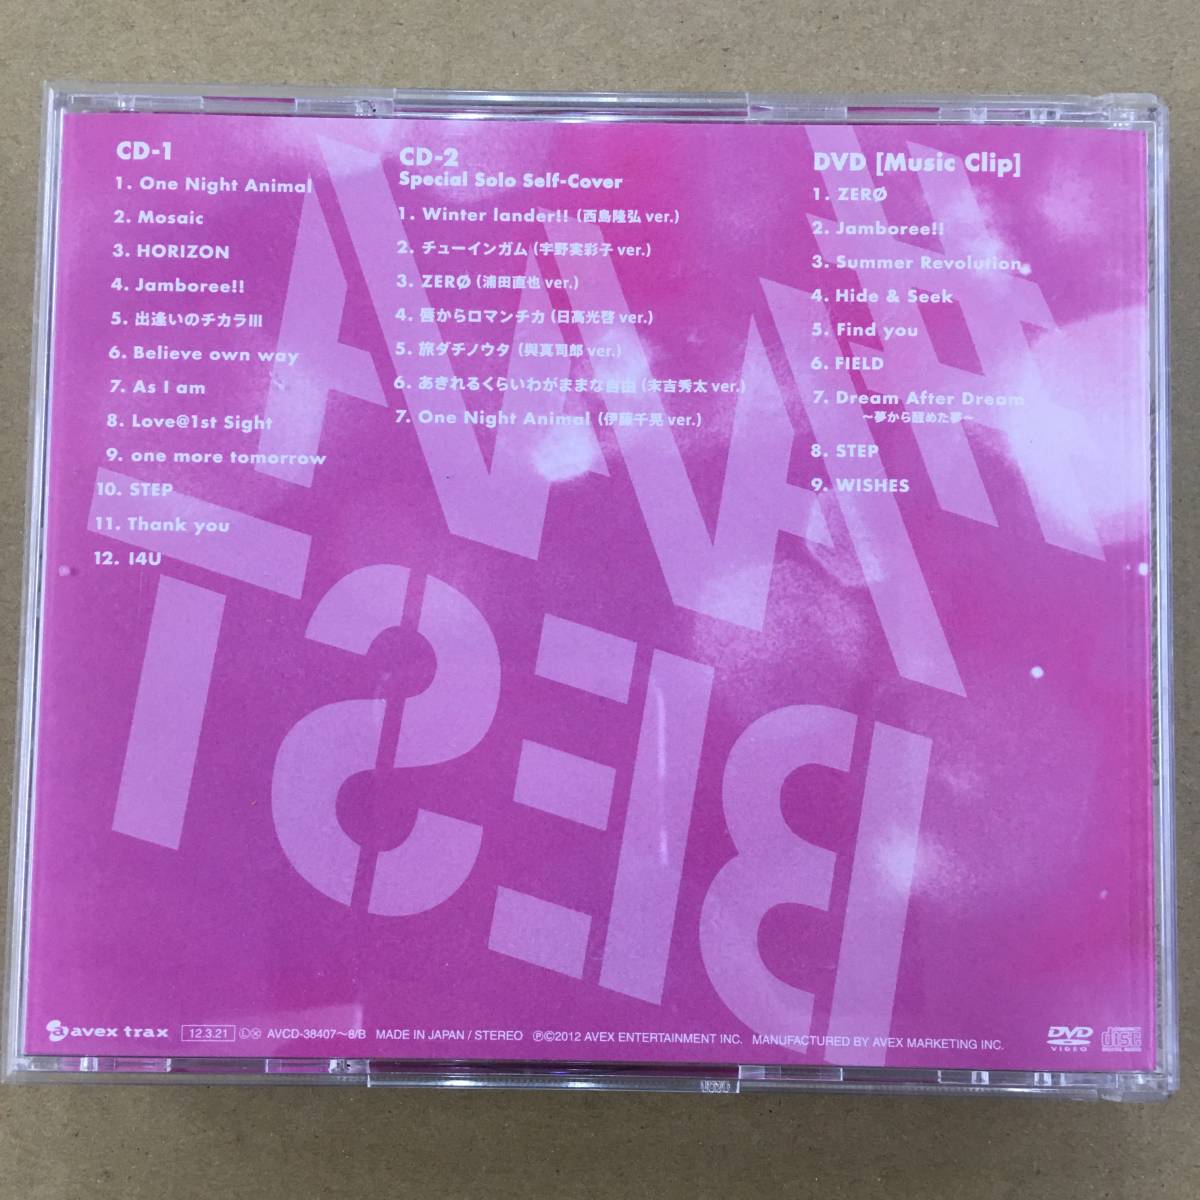 CD-1
1. One Night Animal
2. Mosaic
3. HORIZON
4. Jamboree!!
5. 出逢いのチカラIII
6. Believe own way
7. As I am
8. Love@1st Sight
9. one more tomorrow
10. STEP
11. Thank you
12. I4U
CD-2
Special Solo Self-Cover
1. Winter lander!! (西島隆弘 ver.)
2. チューインガム (宇野実彩子 ver.)
3. ZERØ (浦田直也 ver.)
4. 唇からロマンチカ (日高光啓 ver.)
5. 旅ダチノウタ (與真司郎 ver.)
6. あきれるくらいわがままな自由 (末吉秀太 ver.)
7. One Night Animal (伊藤千晃 ver.)
DVD [Music Clip]
1. ZERØ
2. Jamboree!!
3. Summer Revolution
4. Hide & Seek
5. Find you
6. FIELD
7. Dream After Dream
～夢から醒めた夢～
8. STEP
9. WISHES
BEST
avex trax 12.3.21 Ⓛ AVCD-38407～8/B MADE IN JAPAN / STEREO ℗©2012 AVEX ENTERTAINMENT INC. MANUFACTURED BY AVEX MARKETING INC.
DVD VIDEO
disc DIGITAL AUDIO